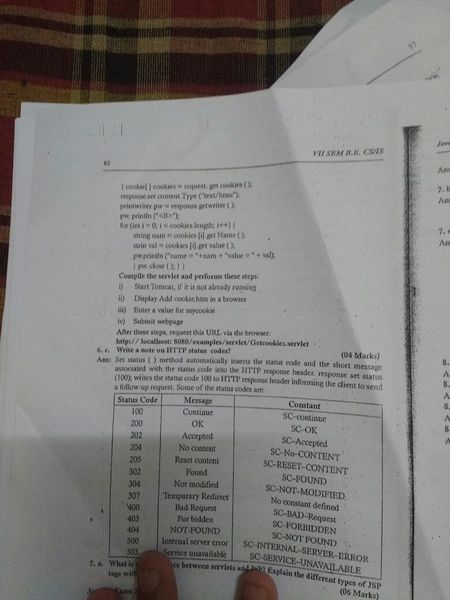 82
VII SEM B.E. CS/IS
{ cookie[ ] cookies = request. get cookies ( );
response.set content Type ("text/html");
printwriter pw = response.getwriter ( );
pw. println ("<B>");
for (int i = 0; i < cookies.length; i++) {
string nam = cookies [i].get Name ( );
strin val = cookies [i].get value ( );
pw.println ("name = "+nam + "value = " + val);
} pw. close ( ); } )
Compile the servlet and performs these steps:
i) Start Tomcat, if it is not already running
ii) Display Add cookie.htm in a browser
iii) Enter a value for mycookie
iv) Submit webpage
After these steps, request this URL via the browser:
http:// localhost: 8080/examples/servlet/Getcookies.servlet
6. c. Write a note on HTTP status codes? (04 Marks)
Ans: Set status ( ) method automatically inserts the status code and the short message
associated with the status code into the HTTP response header, response set status
(100); writes the status code 100 to HTTP response header informing the client to send
a follow-up request. Some of the status codes are:
Status Code Message Constant
100 Continue SC-continue
200 OK SC-OK
202 Accepted SC-Accepted
204 No content SC-No-CONTENT
205 Reset content SC-RESET-CONTENT
302 Found SC-FOUND
304 Not modified SC-NOT-MODIFIED
307 Temparary Redirect No constant defined
400 Bad Request SC-BAD-Request
403 For bidden SC-FORBIDDEN
404 NOT-FOUND SC-NOT FOUND
500 Internal server error SC-INTERNAL-SERVER-ERROR
503 Service unavailable SC-SERVICE-UNAVAILABLE
7. a. What is between servlets and Explain the different types of JSP
tags with (06 Marks)
Exam